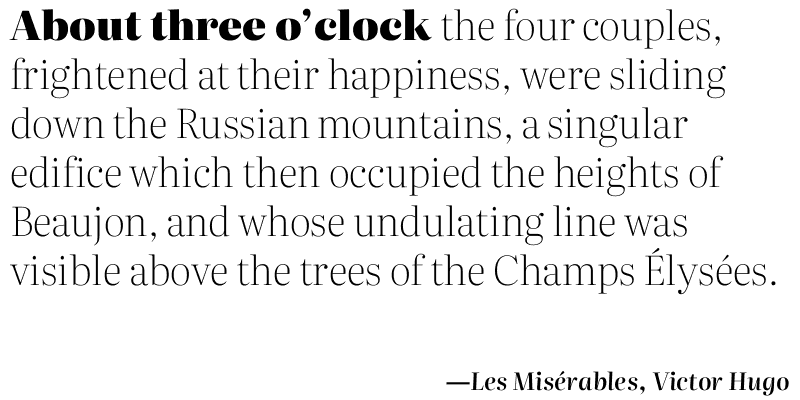 About three o’clock the four couples,
frightened at their happiness, were sliding
down the Russian mountains, a singular
edifice which then occupied the heights of
Beaujon, and whose undulating line was
visible above the trees of the Champs Élysées.
—Les Misérables, Victor Hugo